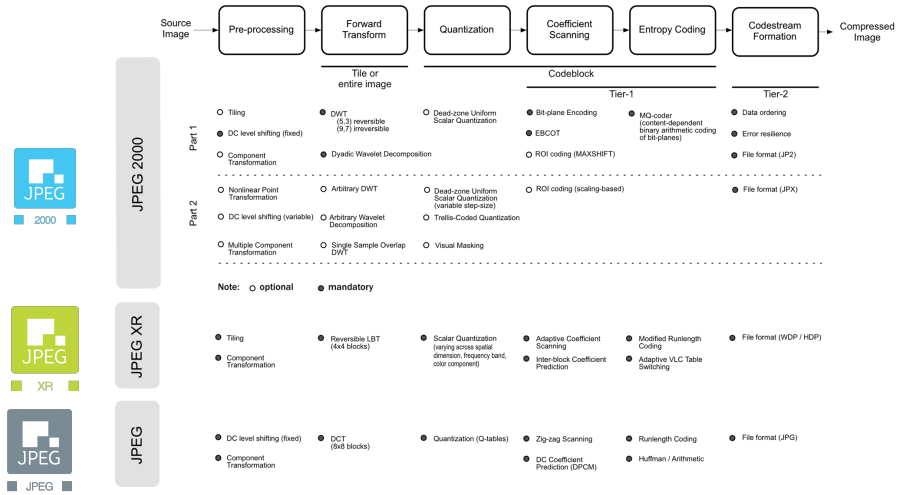 Source
Image
Pre-processing
Forward
Transform
Quantization
Coefficient
Scanning
Entropy Coding
Codestream
Formation
Compressed
Image
Tile or
entire image
Codeblock
Tier-1
Tier-2
JPEG
2000
JPEG 2000
Part 1
Tiling
DC level shifting (fixed)
Component
Transformation
DWT
(5,3) reversible
(9,7) irreversible
Dyadic Wavelet Decomposition
Dead-zone Uniform
Scalar Quantization
Bit-plane Encoding
EBCOT
ROI coding (MAXSHIFT)
MQ-coder
(content-dependent
binary arithmetic coding
of bit-planes)
Data ordering
Error resilience
File format (JP2)
Part 2
Nonlinear Point
Transformation
DC level shifting (variable)
Multiple Component
Transformation
Arbitrary DWT
Arbitrary Wavelet
Decomposition
Single Sample Overlap
DWT
Dead-zone Uniform
Scalar Quantization
(variable step-size)
Trellis-Coded Quantization
Visual Masking
ROI coding (scaling-based)
File format (JPX)
Note: optional mandatory
JPEG
XR
JPEG XR
Tiling
Component
Transformation
Reversible LBT
(4x4 blocks)
Scalar Quantization
(varying across spatial
dimension, frequency band,
color component)
Adaptive Coefficient
Scanning
Inter-block Coefficient
Prediction
Modified Runlength
Coding
Adaptive VLC Table
Switching
File format (WDP / HDP)
JPEG
JPEG
JPEG
DC level shifting (fixed)
Component
Transformation
DCT
(8x8 blocks)
Quantization (Q-tables)
Zig-zag Scanning
DC Coefficient
Prediction (DPCM)
Runlength Coding
Huffman / Arithmetic
File format (JPG)